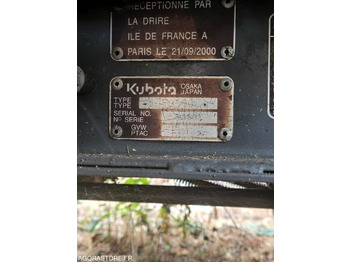 RECEPTIONNE PAR
LA DRIRE
ILE DE FRANCE A
PARIS LE 21/09/2000
Kubota OSAKA
JAPAN
TYPE
TYPE
SERIAL NO.
Nº SERIE
GVW
PTAC
AGORASTORE.FR